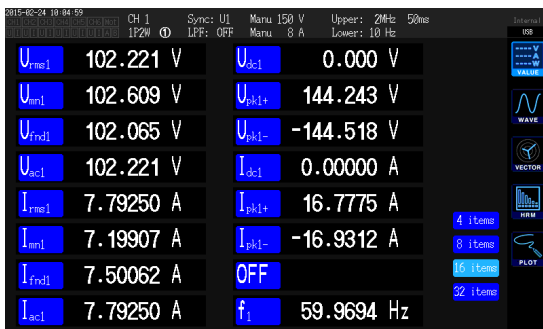 2015-02-24 10:04:59
CH 1 Sync: U1 Manu 150 V Upper: 2MHz 50ms
Internal
1P2W ① LPF: OFF Manu 8 A Lower: 10 Hz
USB
Urms1 102.221 V Udc1 0.000 V
VALUE
Umn1 102.609 V Upk1+ 144.243 V
WAVE
Ufnd1 102.065 V Upk1- -144.518 V
Uac1 102.221 V Idc1 0.00000 A
VECTOR
Irms1 7.79250 A Ipk1+ 16.7775 A
4 items
HRM
Imn1 7.19907 A Ipk1- -16.9312 A
8 items
Ifnd1 7.50062 A OFF
16 items
PLOT
32 items
Iac1 7.79250 A f1 59.9694 Hz